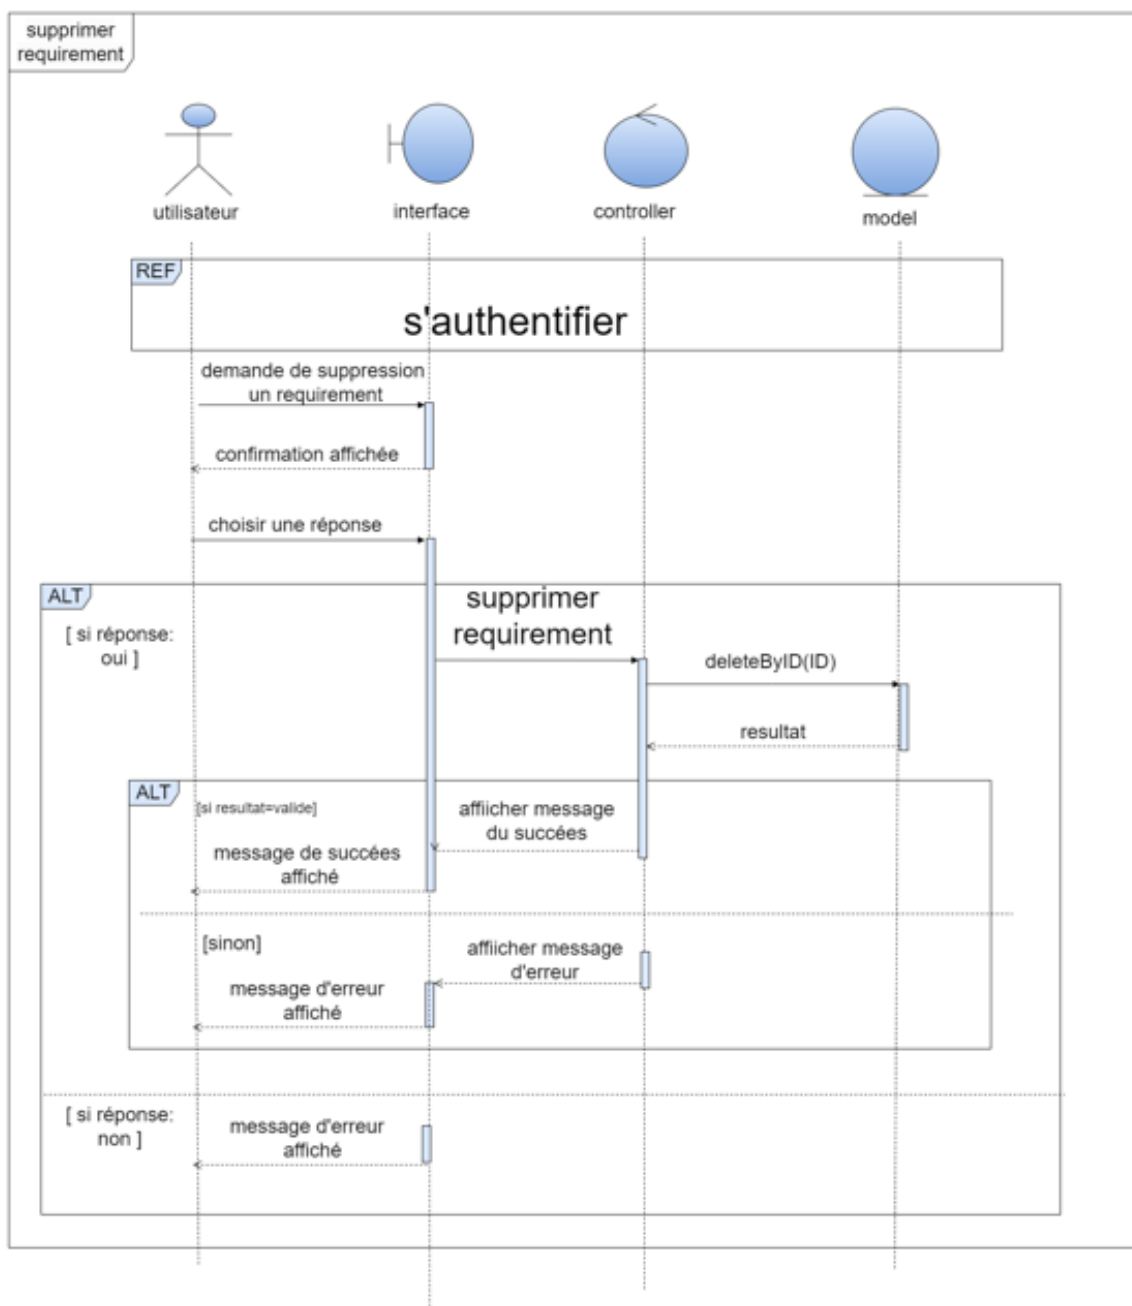 supprimer
requirement
utilisateur
interface
controller
model
REF
s'authentifier
demande de suppression
un requirement
confirmation affichée
choisir une réponse
ALT
supprimer
requirement
[ si réponse:
oui ]
deleteByID(ID)
resultat
ALT
[si resultat=valide]
affiicher message
du succées
message de succées
affiché
[sinon]
affiicher message
d'erreur
message d'erreur
affiché
[ si réponse:
non ]
message d'erreur
affiché